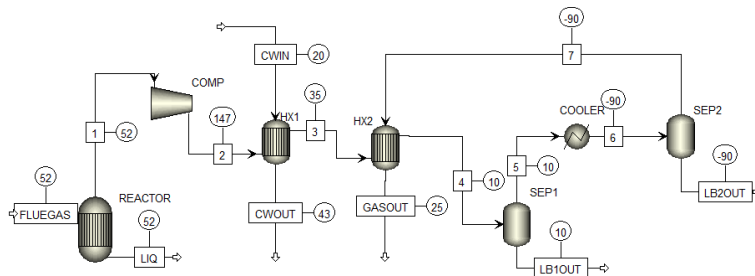 -90
7
CWIN
20
COMP
1
52
147
2
HX1
35
3
HX2
COOLER
-90
6
SEP2
52
FLUEGAS
REACTOR
52
LIQ
CWOUT
43
GASOUT
25
4
10
5
10
SEP1
-90
LB2OUT
10
LB1OUT